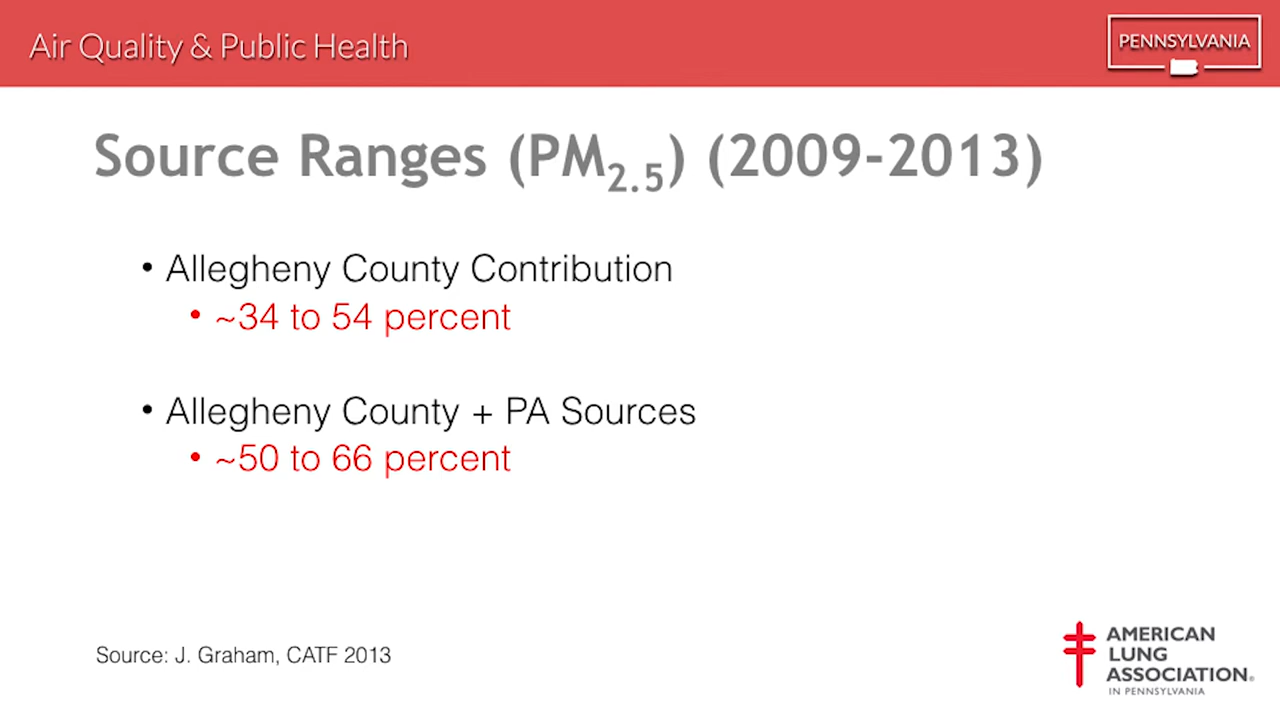 Air Quality & Public Health
PENNSYLVANIA
Source Ranges (PM2.5) (2009-2013)
• Allegheny County Contribution
• ~34 to 54 percent
• Allegheny County + PA Sources
• ~50 to 66 percent
Source: J. Graham, CATF 2013
AMERICAN
LUNG
ASSOCIATION®
IN PENNSYLVANIA